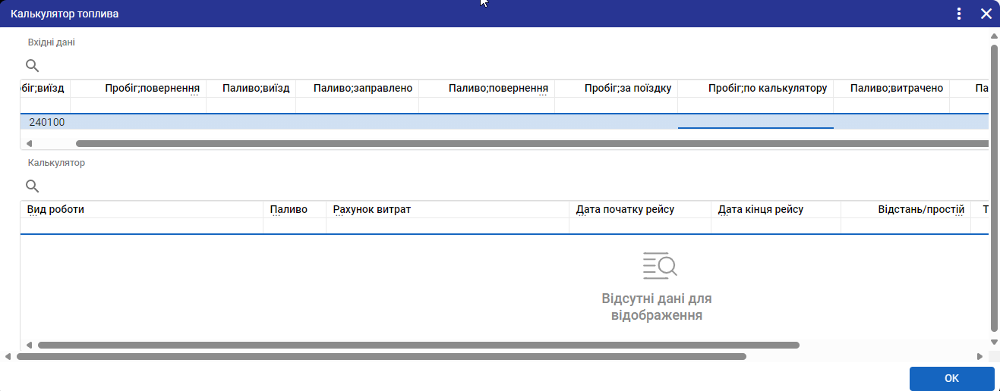 Калькулятор топлива
Вхідні дані
біг;виїзд Пробіг;повернення Паливо;виїзд Паливо;заправлено Паливо;повернення Пробіг;за поїздку Пробіг;по калькулятору Паливо;витрачено Па
240100
Калькулятор
Вид роботи Паливо Рахунок витрат Дата початку рейсу Дата кінця рейсу Відстань/простій Т
Відсутні дані для
відображення
OK